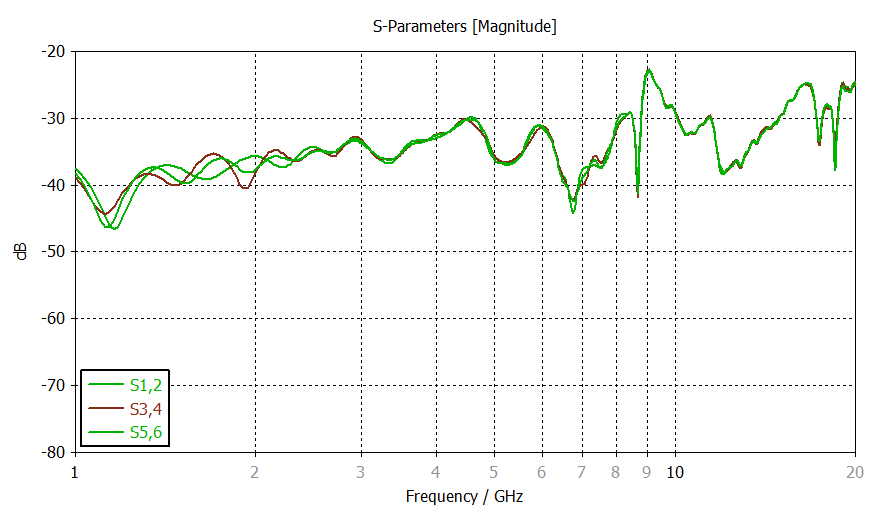 S-Parameters [Magnitude]
-20
-30
-40
-50
-60
-70
-80
dB
S1,2
S3,4
S5,6
1 2 3 4 5 6 7 8 9 10 20
Frequency / GHz